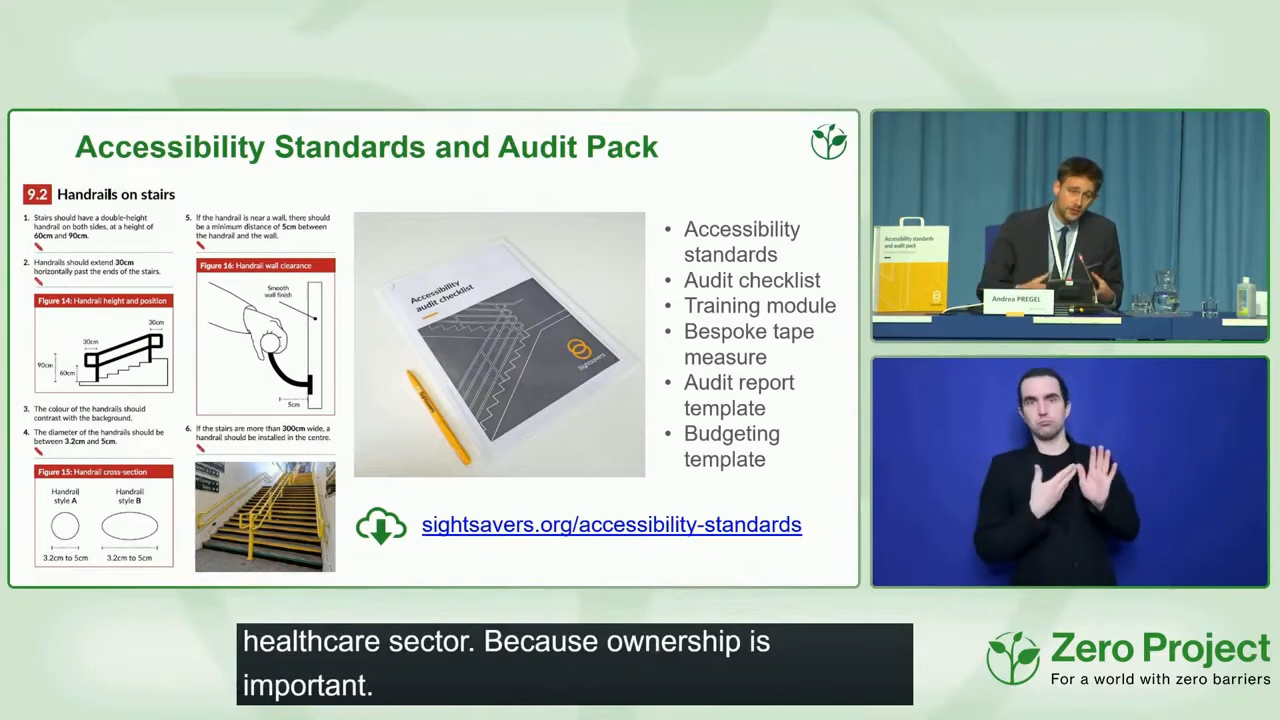 Accessibility Standards and Audit Pack
9.2 Handrails on stairs
1. Stairs should have a double-height
handrail on both sides, at a height of
60cm and 90cm.
2. Handrails should extend 30cm
horizontally past the ends of the stairs.
Figure 14: Handrail height and position
30cm
30cm
90cm
60cm
3. The colour of the handrails should
contrast with the background.
4. The diameter of the handrails should be
between 3.2cm and 5cm.
Figure 15: Handrail cross-section
Handrail
style A
Handrail
style B
3.2cm to 5cm
3.2cm to 5cm
5. If the handrail is near a wall, there should
be a minimum distance of 5cm between
the handrail and the wall.
Figure 16: Handrail wall clearance
Smooth
wall finish
5cm
6. If the stairs are more than 300cm wide, a
handrail should be installed in the centre.
Accessibility
audit checklist
Sightsavers
Sightsavers
• Accessibility
standards
• Audit checklist
• Training module
• Bespoke tape
measure
• Audit report
template
• Budgeting
template
sightsavers.org/accessibility-standards
Accessibility standards
and audit pack
Andrea PREGEL
healthcare sector. Because ownership is
important.
Zero Project
For a world with zero barriers